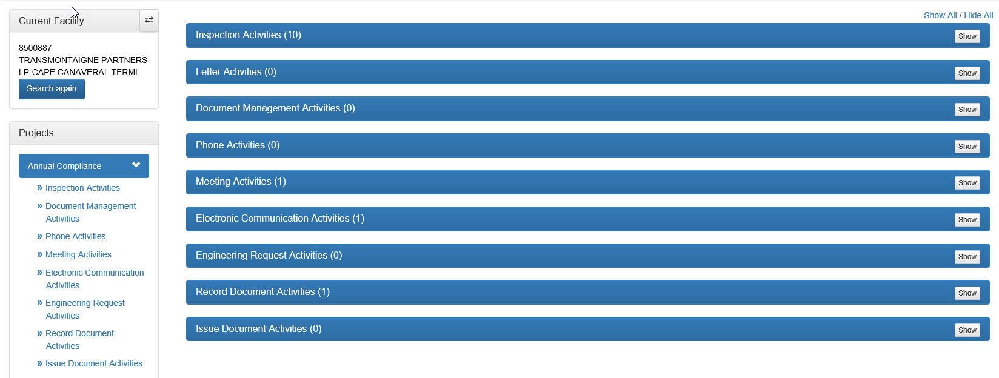 Current Facility
8500887
TRANSMONTAIGNE PARTNERS
LP-CAPE CANAVERAL TERML
Search again
Projects
Annual Compliance
» Inspection Activities
» Document Management
Activities
» Phone Activities
» Meeting Activities
» Electronic Communication
Activities
» Engineering Request
Activities
» Record Document
Activities
» Issue Document Activities
Show All / Hide All
Inspection Activities (10) Show
Letter Activities (0) Show
Document Management Activities (0) Show
Phone Activities (0) Show
Meeting Activities (1) Show
Electronic Communication Activities (1) Show
Engineering Request Activities (0) Show
Record Document Activities (1) Show
Issue Document Activities (0) Show